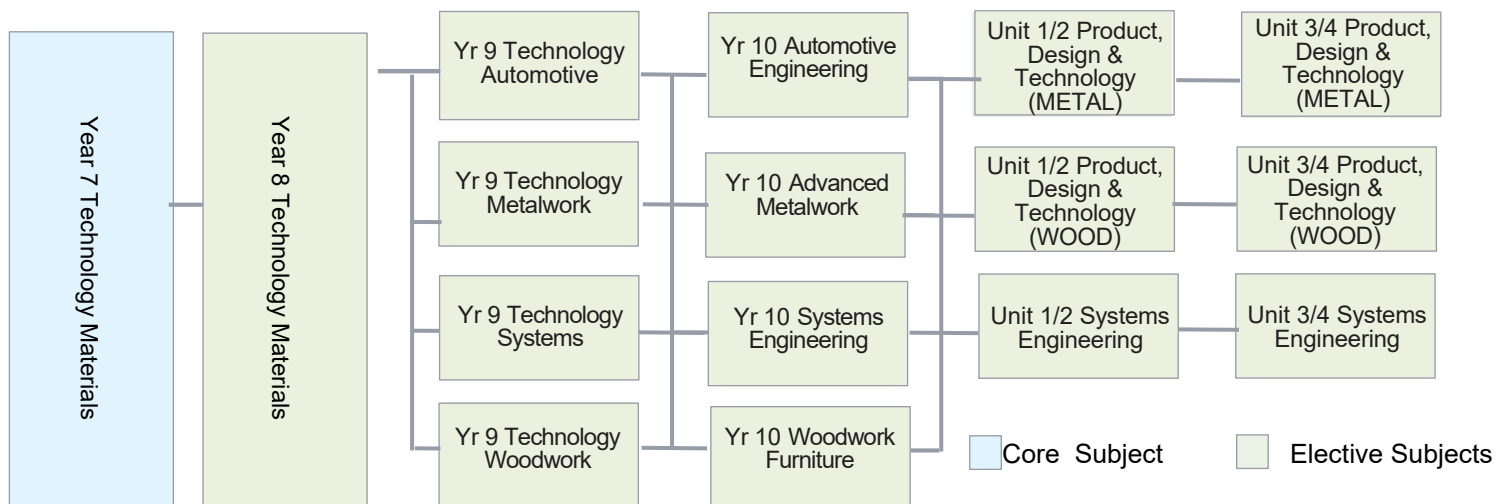 Year 7 Technology Materials
Year 8 Technology Materials
Yr 9 Technology
Automotive
Yr 9 Technology
Metalwork
Yr 9 Technology
Systems
Yr 9 Technology
Woodwork
Yr 10 Automotive
Engineering
Yr 10 Advanced
Metalwork
Yr 10 Systems
Engineering
Yr 10 Woodwork
Furniture
Unit 1/2 Product,
Design &
Technology
(METAL)
Unit 1/2 Product,
Design &
Technology
(WOOD)
Unit 1/2 Systems
Engineering
Unit 3/4 Product,
Design &
Technology
(METAL)
Unit 3/4 Product,
Design &
Technology
(WOOD)
Unit 3/4 Systems
Engineering
Core Subject
Elective Subjects